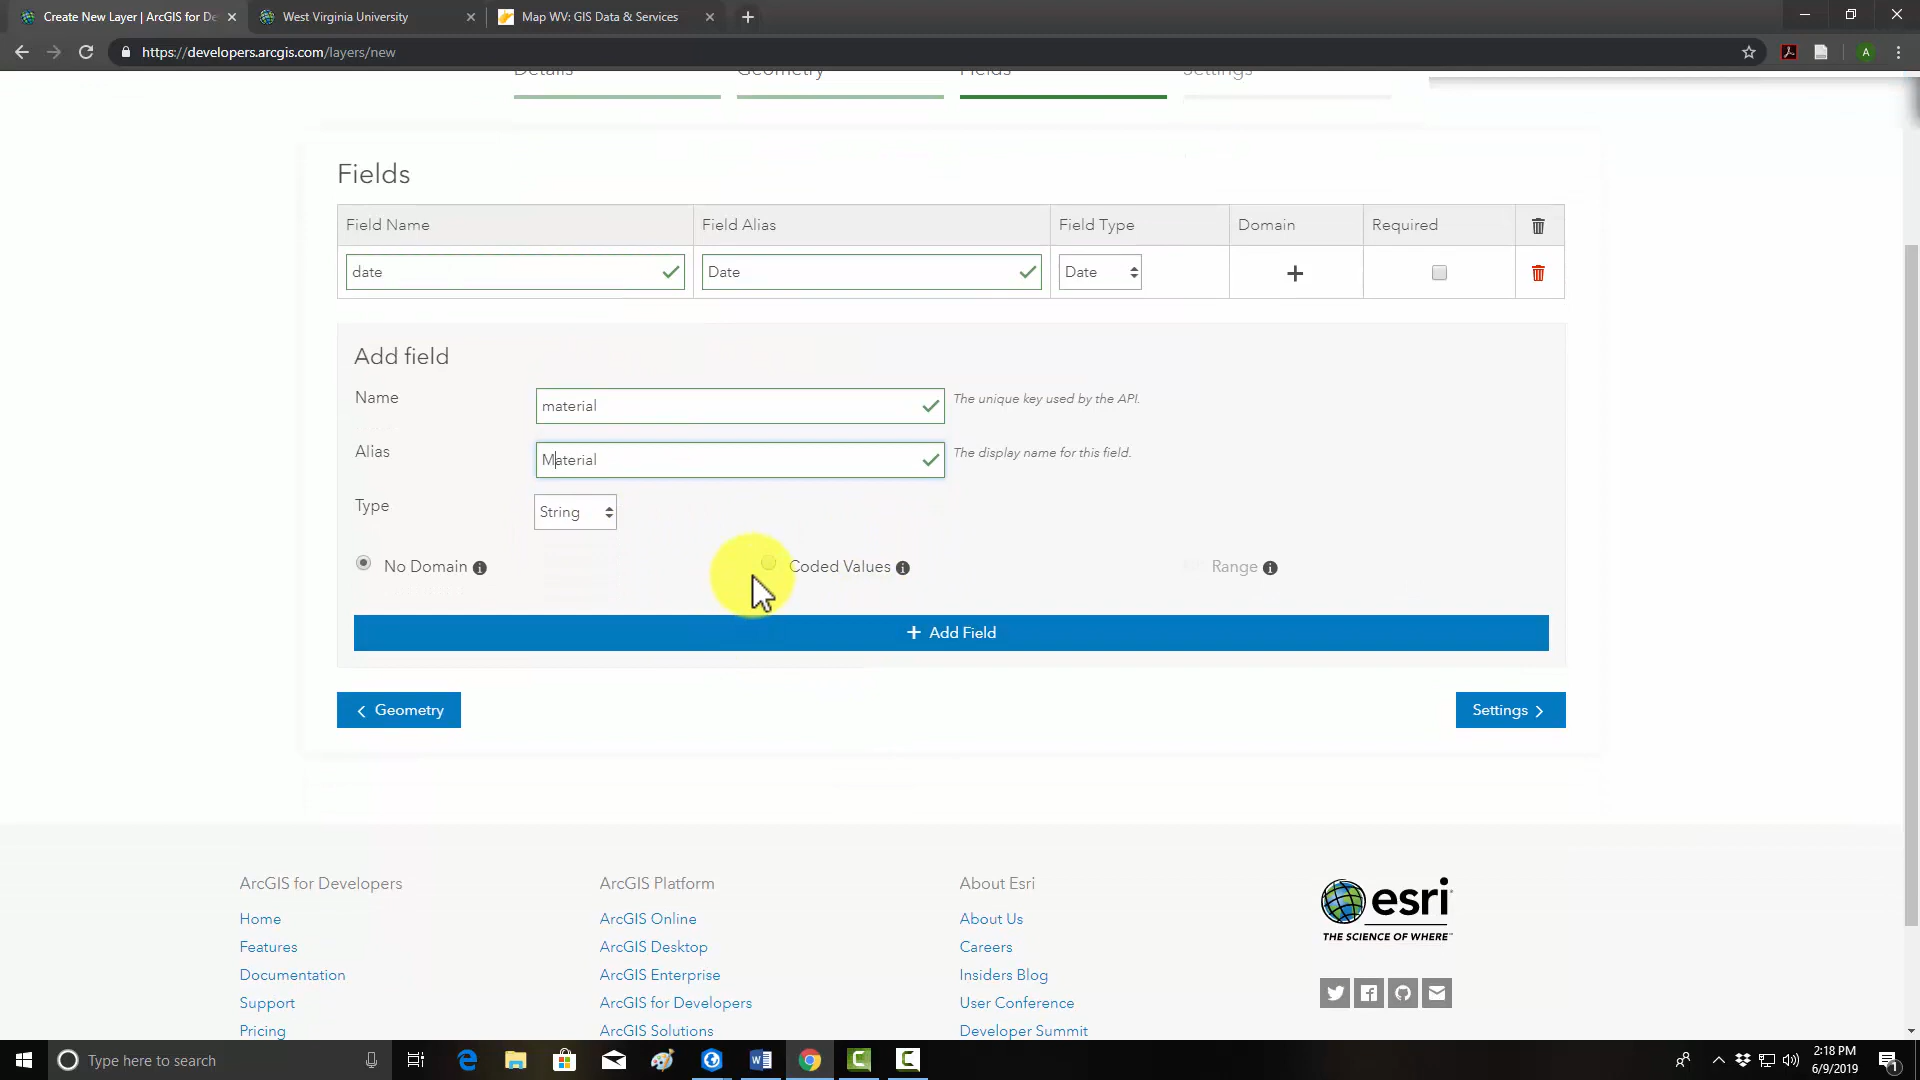 Create New Layer | ArcGIS for De
West Virginia University
Map WV: GIS Data & Services
https://developers.arcgis.com/layers/new
A
Details
Geometry
Fields
Settings
Fields
Field Name
Field Alias
Field Type
Domain
Required
date
Date
Date
Add field
Name
material
The unique key used by the API.
Alias
Material
The display name for this field.
Type
String
No Domain
Coded Values
Range
+ Add Field
Geometry
Settings
ArcGIS for Developers
ArcGIS Platform
About Esri
esri
THE SCIENCE OF WHERE
Home
ArcGIS Online
About Us
Features
ArcGIS Desktop
Careers
Documentation
ArcGIS Enterprise
Insiders Blog
Support
ArcGIS for Developers
User Conference
Pricing
ArcGIS Solutions
Developer Summit
Type here to search
2:18 PM
6/9/2019
1